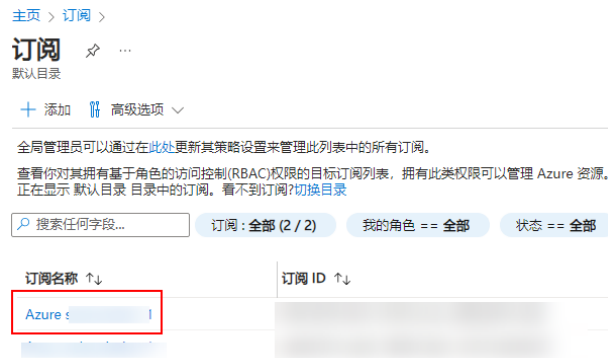 主页 > 订阅 >
订阅
默认目录
添加 高级选项
全局管理员可以通过在此处更新其策略设置来管理此列表中的所有订阅。
查看你对其拥有基于角色的访问控制(RBAC)权限的目标订阅列表，拥有此类权限可以管理 Azure 资源。
正在显示 默认目录 目录中的订阅。看不到订阅?切换目录
搜索任何字段... 订阅 : 全部 (2 / 2) 我的角色 == 全部 状态 == 全部
订阅名称 ↑↓ 订阅 ID ↑↓
Azure